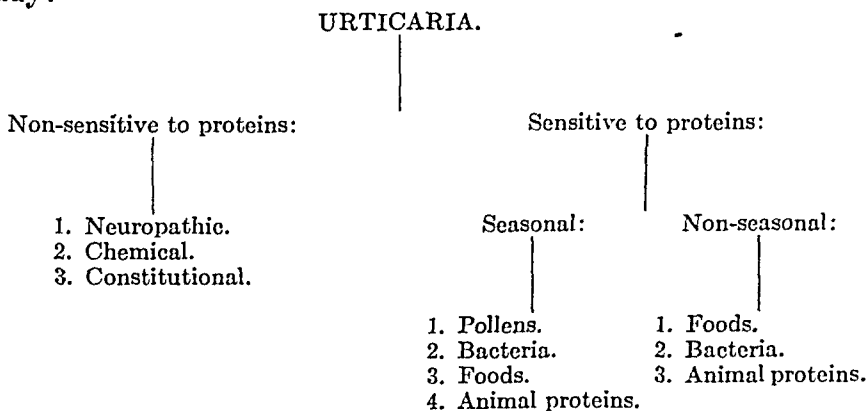 URTICARIA.
Non-sensitive to proteins:
Sensitive to proteins:
1. Neuropathic.
2. Chemical.
3. Constitutional.
Seasonal:
Non-seasonal:
1. Pollens.
2. Bacteria.
3. Foods.
4. Animal proteins.
1. Foods.
2. Bacteria.
3. Animal proteins.